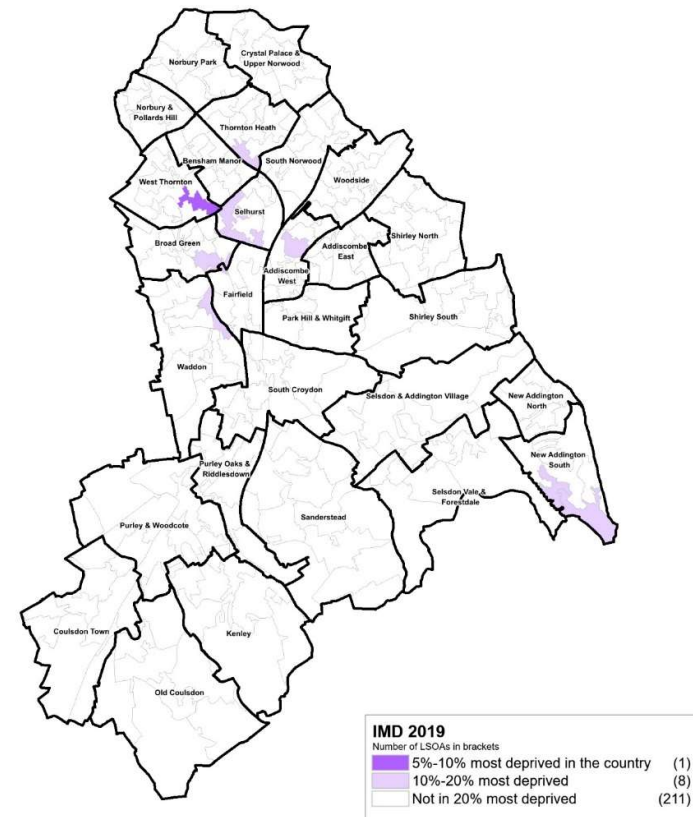 Norbury Park
Crystal Palace &
Upper Norwood
Norbury &
Pollards Hill
Thornton Heath
Bensham Manor
South Norwood
West Thornton
Woodside
Selhurst
Broad Green
Addiscombe
East
Shirley North
Addiscombe
West
Fairfield
Park Hill & Whitgift
Shirley South
Waddon
South Croydon
Selsdon & Addington Village
New Addington
North
New Addington
South
Purley Oaks &
Riddlesdown
Selsdon Vale &
Forestdale
Sanderstead
Purley & Woodcote
Coulsdon Town
Kenley
Old Coulsdon
IMD 2019
Number of LSOAs in brackets
5%-10% most deprived in the country (1)
10%-20% most deprived (8)
Not in 20% most deprived (211)